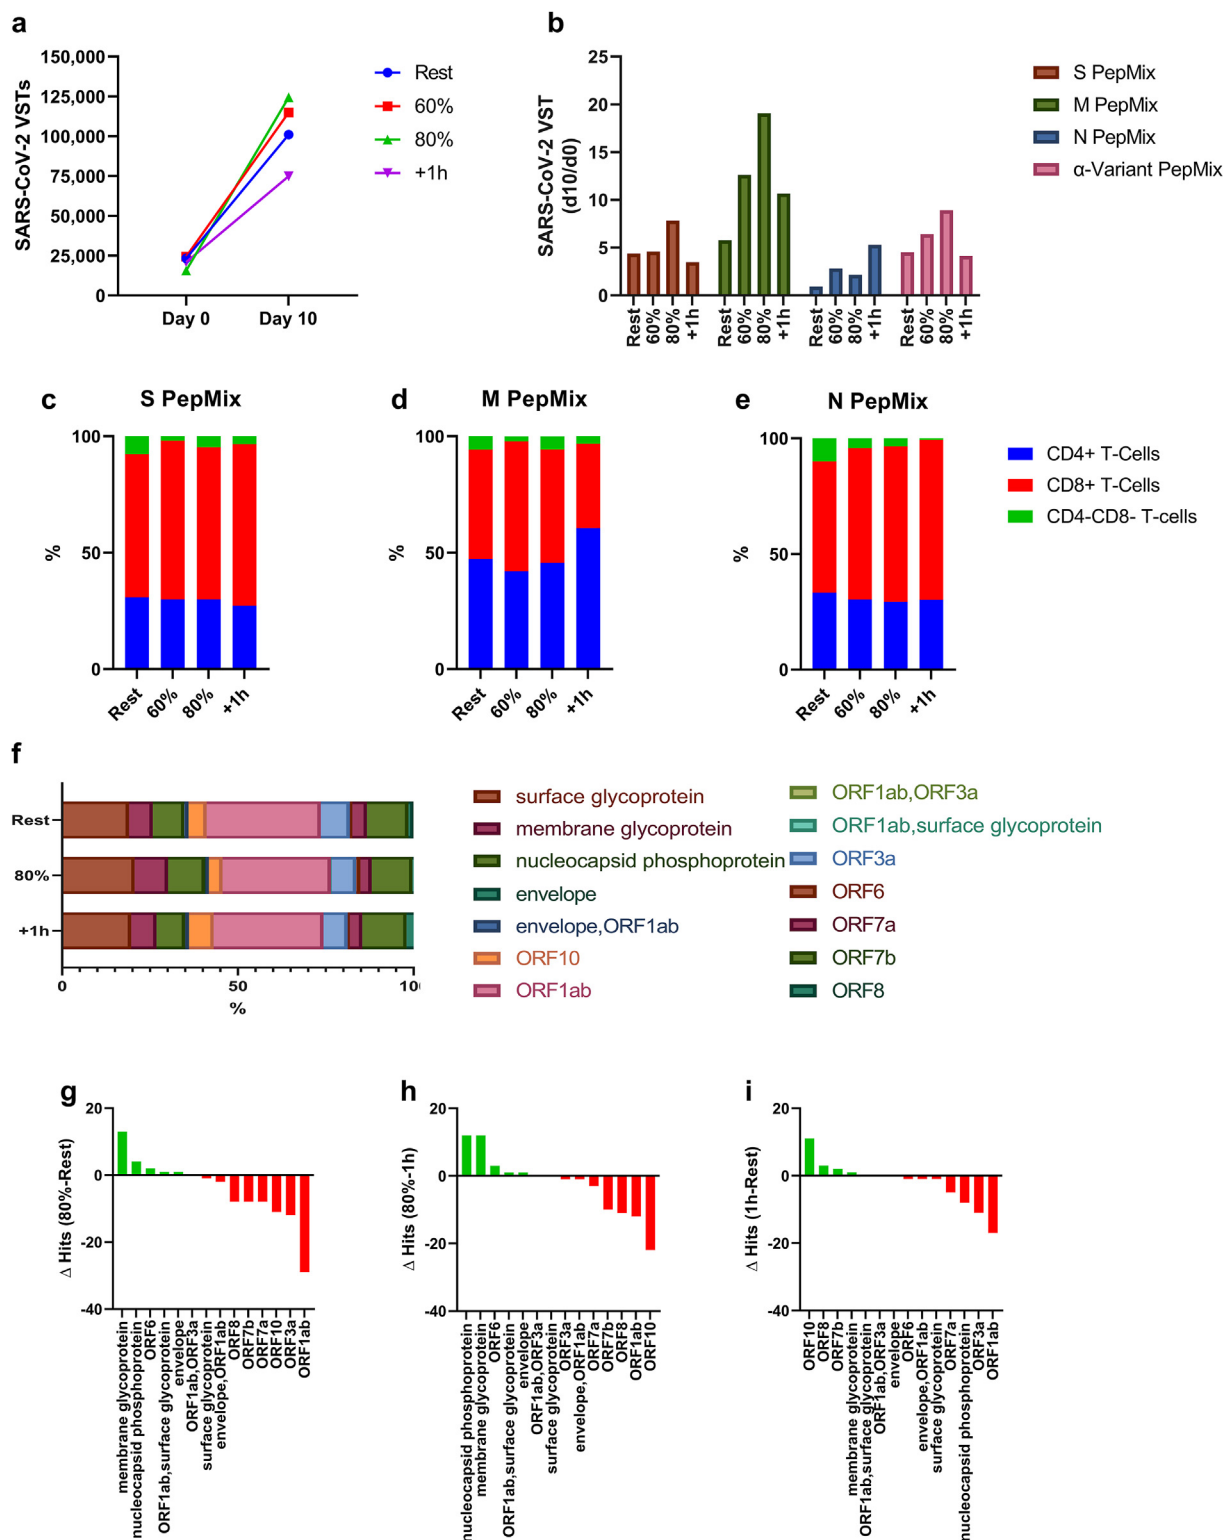 a
SARS-CoV-2 VSTs
150,000
125,000
100,000
75,000
50,000
25,000
0
Day 0
Day 10
Rest
60%
80%
+1h
b
SARS-CoV-2 VST
(d10/d0)
25
20
15
10
5
0
Rest
60%
80%
+1h
Rest
60%
80%
+1h
Rest
60%
80%
+1h
Rest
60%
80%
+1h
S PepMix
M PepMix
N PepMix
α-Variant PepMix
c
S PepMix
%
100
50
0
Rest
60%
80%
+1h
d
M PepMix
%
100
50
0
Rest
60%
80%
+1h
e
N PepMix
%
100
50
0
Rest
60%
80%
+1h
CD4+ T-Cells
CD8+ T-Cells
CD4-CD8- T-cells
f
Rest
80%
+1h
0
50
10
%
surface glycoprotein
membrane glycoprotein
nucleocapsid phosphoprotein
envelope
envelope,ORF1ab
ORF10
ORF1ab
ORF1ab,ORF3a
ORF1ab,surface glycoprotein
ORF3a
ORF6
ORF7a
ORF7b
ORF8
g
Δ Hits (80%-Rest)
20
0
-20
-40
membrane glycoprotein
nucleocapsid phosphoprotein
ORF6
ORF1ab,surface glycoprotein
envelope
ORF1ab,ORF3a
surface glycoprotein
envelope,ORF1ab
ORF8
ORF7b
ORF7a
ORF10
ORF3a
ORF1ab
h
Δ Hits (80%-1h)
20
0
-20
-40
nucleocapsid phosphoprotein
membrane glycoprotein
ORF6
ORF1ab,surface glycoprotein
envelope
ORF1ab,ORF3a
surface glycoprotein
ORF3a
envelope,ORF1ab
ORF7a
ORF7b
ORF8
ORF1ab
ORF10
i
Δ Hits (1h-Rest)
20
0
-20
-40
ORF10
ORF8
ORF7b
membrane glycoprotein
ORF1ab,surface glycoprotein
ORF1ab,ORF3a
envelope
ORF6
envelope,ORF1ab
surface glycoprotein
ORF7a
nucleocapsid phosphoprotein
ORF3a
ORF1ab